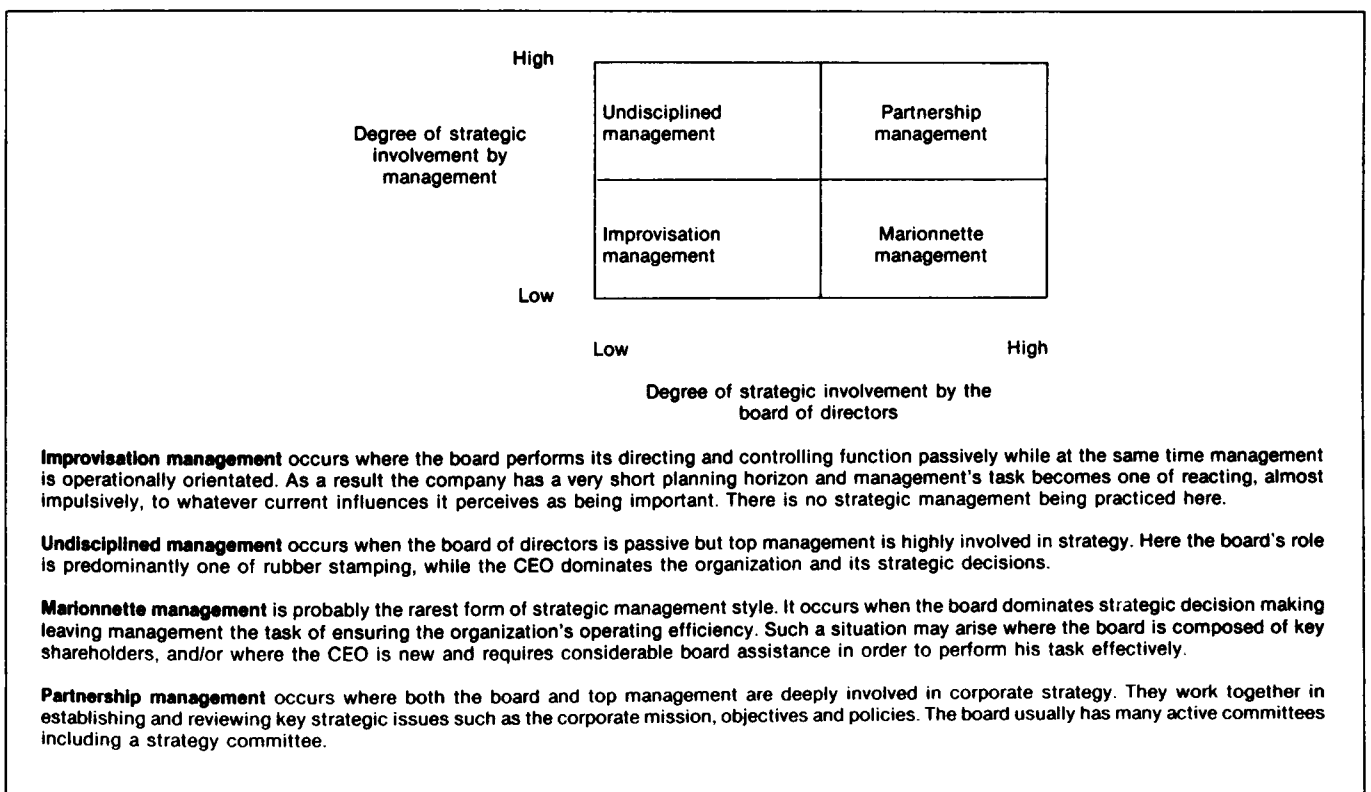 High
Undisciplined management
Partnership management
Degree of strategic involvement by management
Improvisation management
Marionnette management
Low
Low High
Degree of strategic involvement by the
board of directors
Improvisation management occurs where the board performs its directing and controlling function passively while at the same time management
is operationally orientated. As a result the company has a very short planning horizon and management's task becomes one of reacting, almost
impulsively, to whatever current influences it perceives as being important. There is no strategic management being practiced here.
Undisciplined management occurs when the board of directors is passive but top management is highly involved in strategy. Here the board's role
is predominantly one of rubber stamping, while the CEO dominates the organization and its strategic decisions.
Marionnette management is probably the rarest form of strategic management style. It occurs when the board dominates strategic decision making
leaving management the task of ensuring the organization's operating efficiency. Such a situation may arise where the board is composed of key
shareholders, and/or where the CEO is new and requires considerable board assistance in order to perform his task effectively.
Partnership management occurs where both the board and top management are deeply involved in corporate strategy. They work together in
establishing and reviewing key strategic issues such as the corporate mission, objectives and policies. The board usually has many active committees
including a strategy committee.